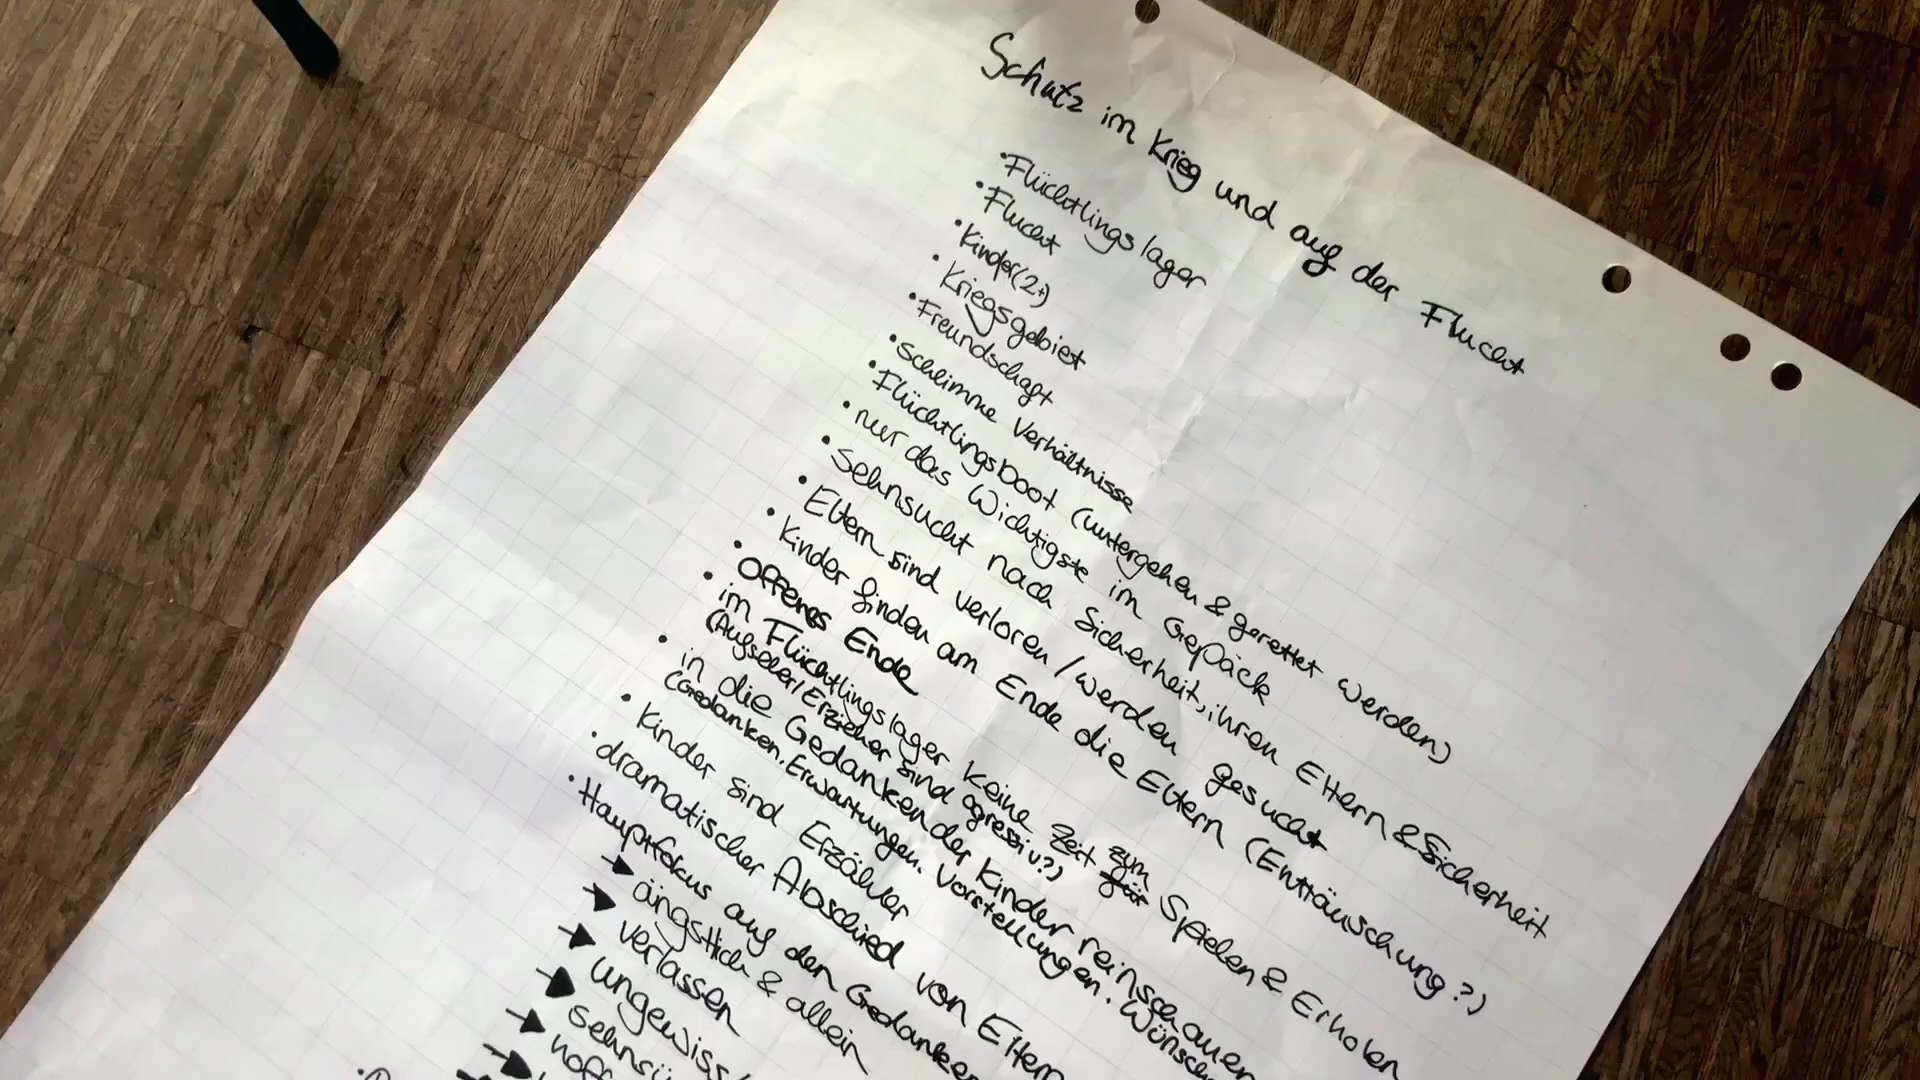 Schutz im Krieg und auf der Flucht
• Flüchtlingslager
• Flucht
• Kinder (2+)
• Kriegsgebiet
• Freundschaft
• schlimme Verhältnisse
• Flüchtlingsboot (untergehen & gerettet werden)
• nur das Wichtigste im Gepäck
• Sehnsucht nach Sicherheit, ihren Eltern & Sicherheit
• Eltern sind verloren / werden gesucht
• Kinder finden am Ende die Eltern (Enttäuschung?)
• Offenes Ende
• im Flüchtlingslager keine Zeit zum Spielen & Erholen
(Aufseher/Erzieher sind agressiv?)
• in die Gedanken der Kinder reinschauen
(Gedanken. Erwartungen. Vorstellungen. Wünsche
• Kinder sind Erzähler
• dramatischer Abschied von Eltern
• Hauptfokus auf den Gedanken
→ ängstlich & allein
→ verlassen
→ ungewiss